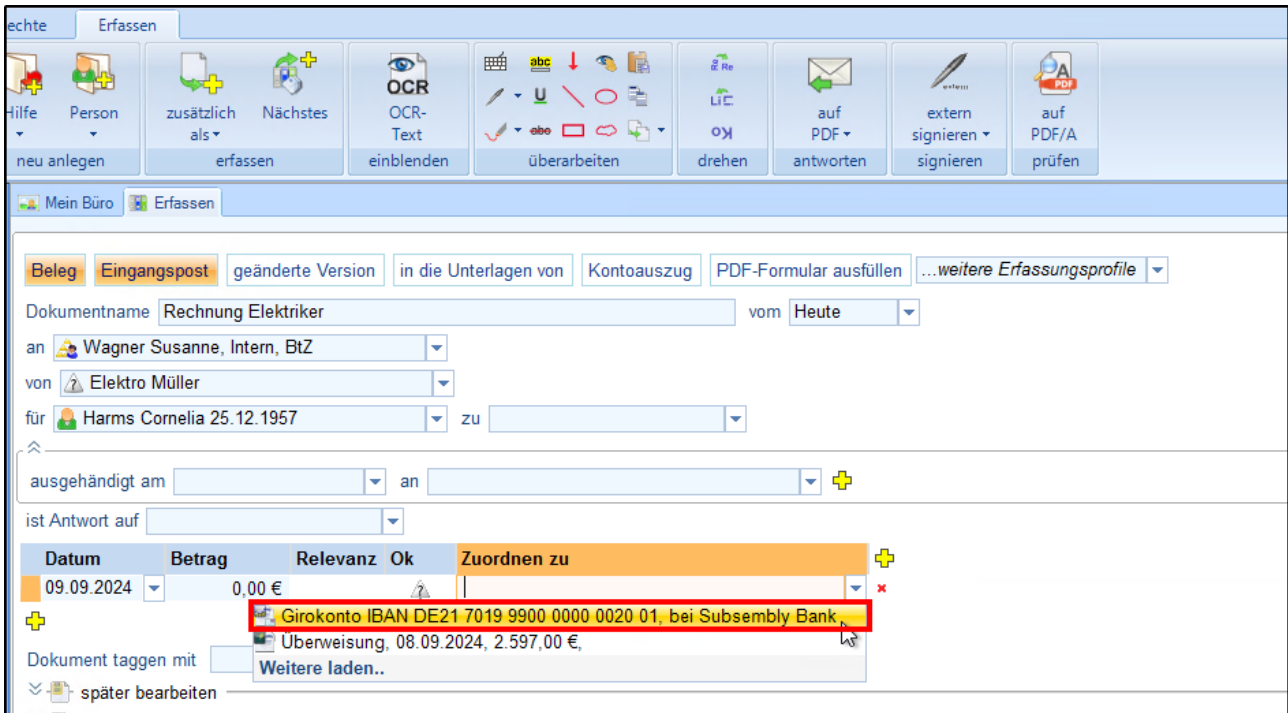 echte Erfassen
Hilfe Person zusätzlich als Nächstes OCR OCR-Text abc U abc Re auf PDF extern signieren PDF auf PDF/A
neu anlegen erfassen einblenden überarbeiten drehen antworten signieren prüfen
Mein Büro Erfassen
Beleg Eingangspost geänderte Version in die Unterlagen von Kontoauszug PDF-Formular ausfüllen ...weitere Erfassungsprofile
Dokumentname Rechnung Elektriker vom Heute
an Wagner Susanne, Intern, BtZ
von Elektro Müller
für Harms Cornelia 25.12.1957 zu
ausgehändigt am an
ist Antwort auf
Datum Betrag Relevanz Ok Zuordnen zu
09.09.2024 0,00 €
Girokonto IBAN DE21 7019 9900 0000 0020 01, bei Subsembly Bank
Überweisung, 08.09.2024, 2.597,00 €,
Dokument taggen mit Weitere laden..
später bearbeiten